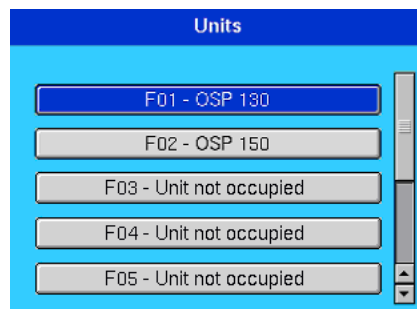 Units
F01 - OSP 130
F02 - OSP 150
F03 - Unit not occupied
F04 - Unit not occupied
F05 - Unit not occupied